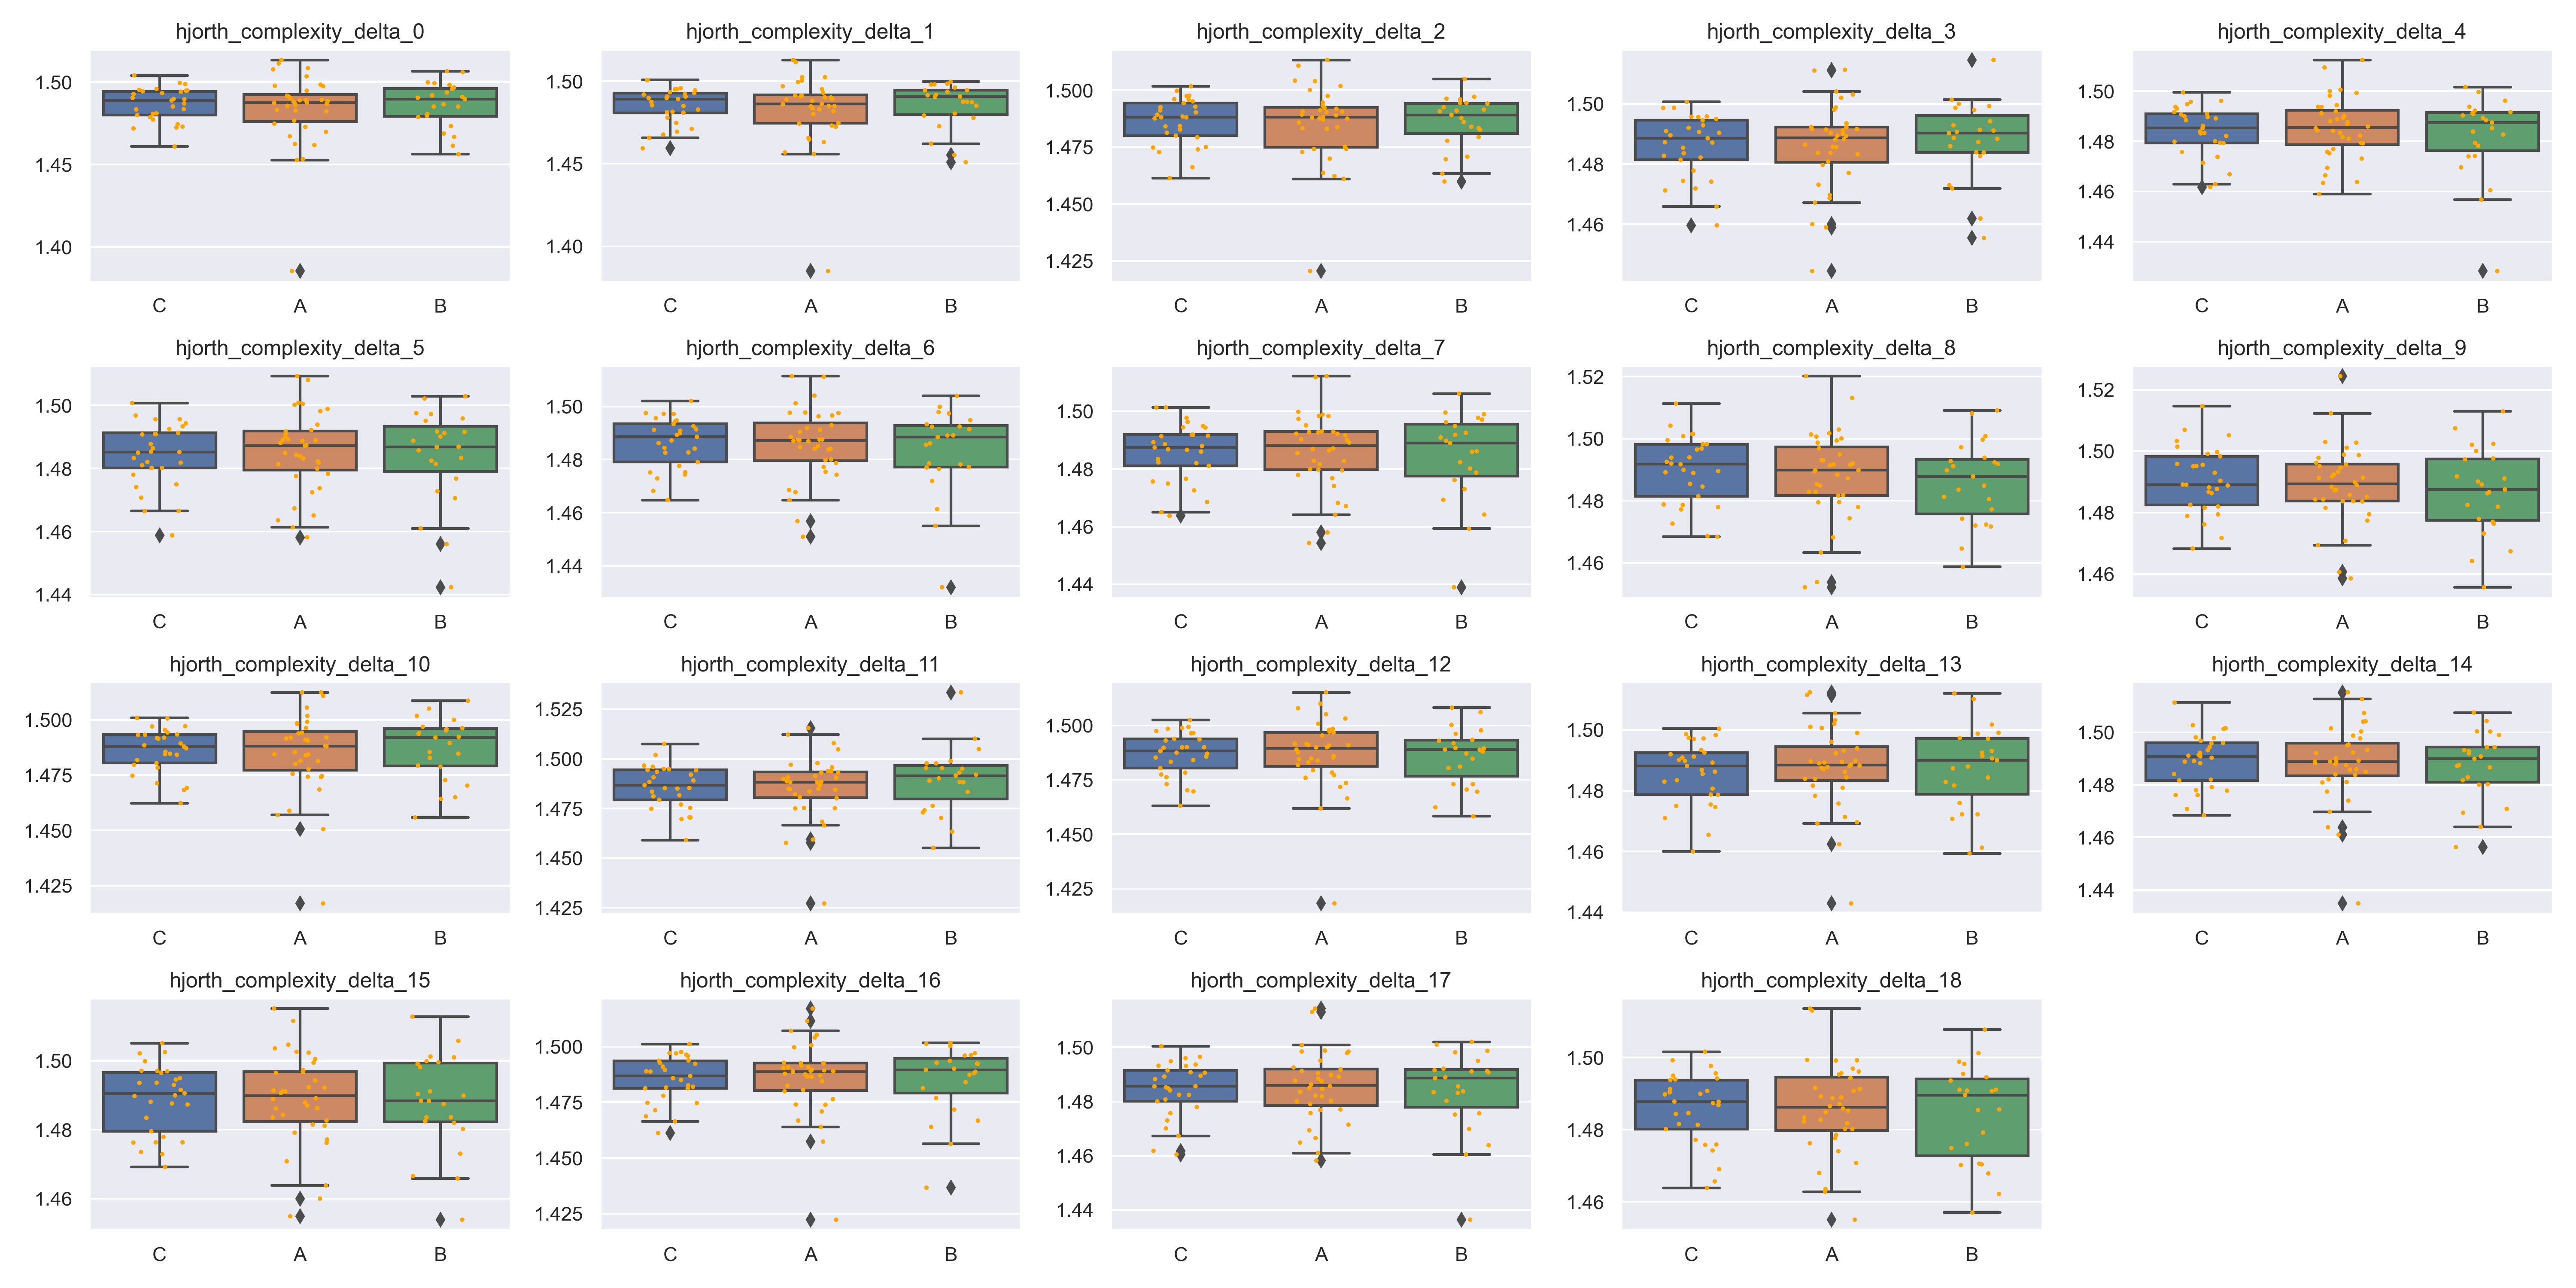 hjorth_complexity_delta_0
1.50
1.45
1.40
C A B
hjorth_complexity_delta_1
1.50
1.45
1.40
C A B
hjorth_complexity_delta_2
1.500
1.475
1.450
1.425
C A B
hjorth_complexity_delta_3
1.50
1.48
1.46
C A B
hjorth_complexity_delta_4
1.50
1.48
1.46
1.44
C A B
hjorth_complexity_delta_5
1.50
1.48
1.46
1.44
C A B
hjorth_complexity_delta_6
1.50
1.48
1.46
1.44
C A B
hjorth_complexity_delta_7
1.50
1.48
1.46
1.44
C A B
hjorth_complexity_delta_8
1.52
1.50
1.48
1.46
C A B
hjorth_complexity_delta_9
1.52
1.50
1.48
1.46
C A B
hjorth_complexity_delta_10
1.500
1.475
1.450
1.425
C A B
hjorth_complexity_delta_11
1.525
1.500
1.475
1.450
1.425
C A B
hjorth_complexity_delta_12
1.500
1.475
1.450
1.425
C A B
hjorth_complexity_delta_13
1.50
1.48
1.46
1.44
C A B
hjorth_complexity_delta_14
1.50
1.48
1.46
1.44
C A B
hjorth_complexity_delta_15
1.50
1.48
1.46
C A B
hjorth_complexity_delta_16
1.500
1.475
1.450
1.425
C A B
hjorth_complexity_delta_17
1.50
1.48
1.46
1.44
C A B
hjorth_complexity_delta_18
1.50
1.48
1.46
C A B